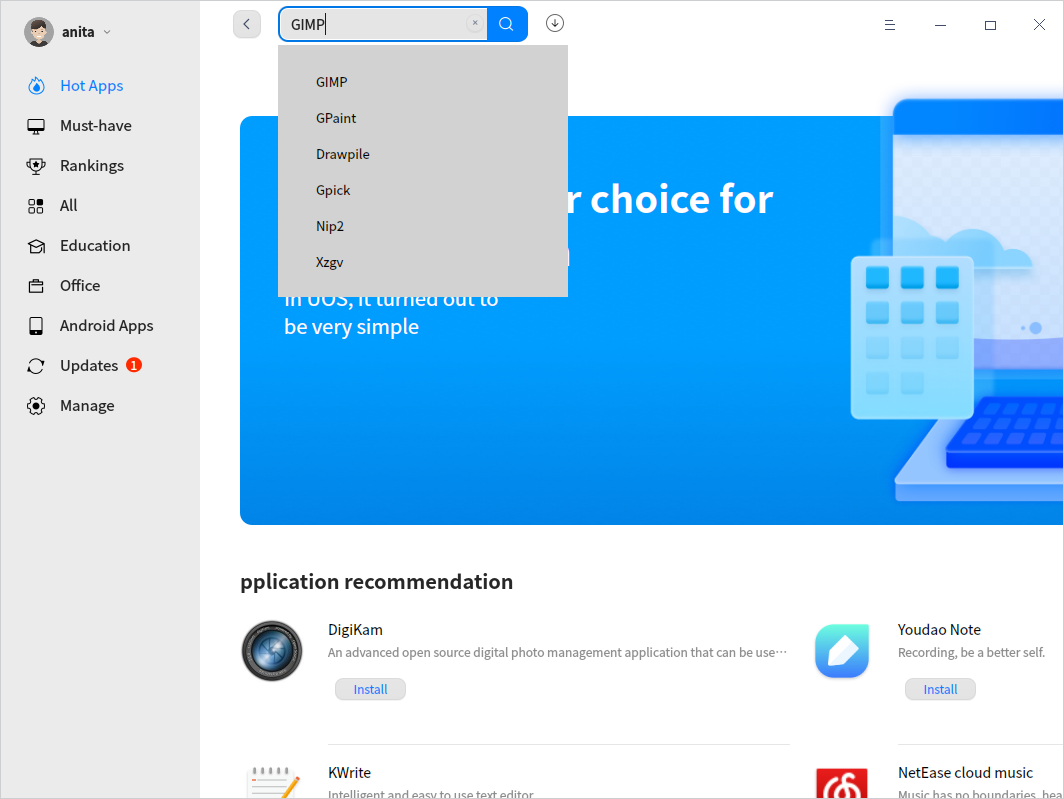 anita
GIMP
Hot Apps
Must-have
Rankings
All
Education
Office
Android Apps
Updates 1
Manage
GIMP
GPaint
Drawpile
Gpick
Nip2
Xzgv
r choice for
In UOS, it turned out to
be very simple
pplication recommendation
DigiKam
An advanced open source digital photo management application that can be use···
Install
Youdao Note
Recording, be a better self.
Install
KWrite
Intelligent and easy to use text editor
NetEase cloud music
Music has no boundaries, hea